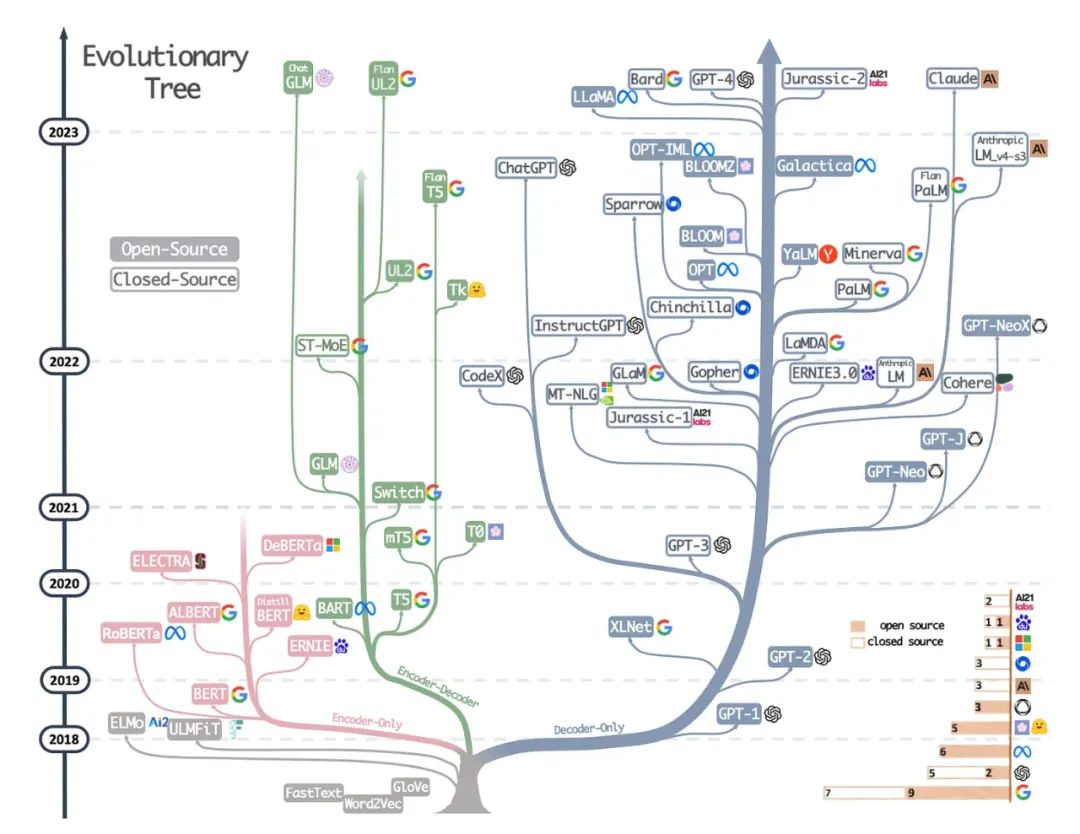 Evolutionary
Tree
Open-Source
Closed-Source
2023
2022
2021
2020
2019
2018
Chat
GLM
Flan
UL2
Flan
T5
UL2
Tk
ST-MoE
GLM
Switch
mT5
T0
T5
BART
Encoder-Decoder
DeBERTa
ELECTRA
Distill
BERT
ALBERT
RoBERTa
ERNIE
BERT
Encoder-Only
ELMo
Ai2
ULMFiT
FastText
Word2Vec
GloVe
Decoder-Only
Bard
GPT-4
Jurassic-2
AI21
labs
Claude
A\
LLaMA
ChatGPT
OPT-IML
BLOOMZ
Galactica
Anthropic
LM_v4-s3
A\
Flan
PaLM
Sparrow
BLOOM
YaLM
Minerva
OPT
PaLM
Chinchilla
InstructGPT
GPT-NeoX
LaMDA
CodeX
GLaM
Gopher
ERNIE3.0
Anthropic
LM
A\
Cohere
MT-NLG
Jurassic-1
AI21
labs
GPT-J
GPT-Neo
GPT-3
XLNet
GPT-2
GPT-1
open source
closed source
2
AI21
labs
1 1
1 1
3
3
A\
3
5
6
5 2
7 9